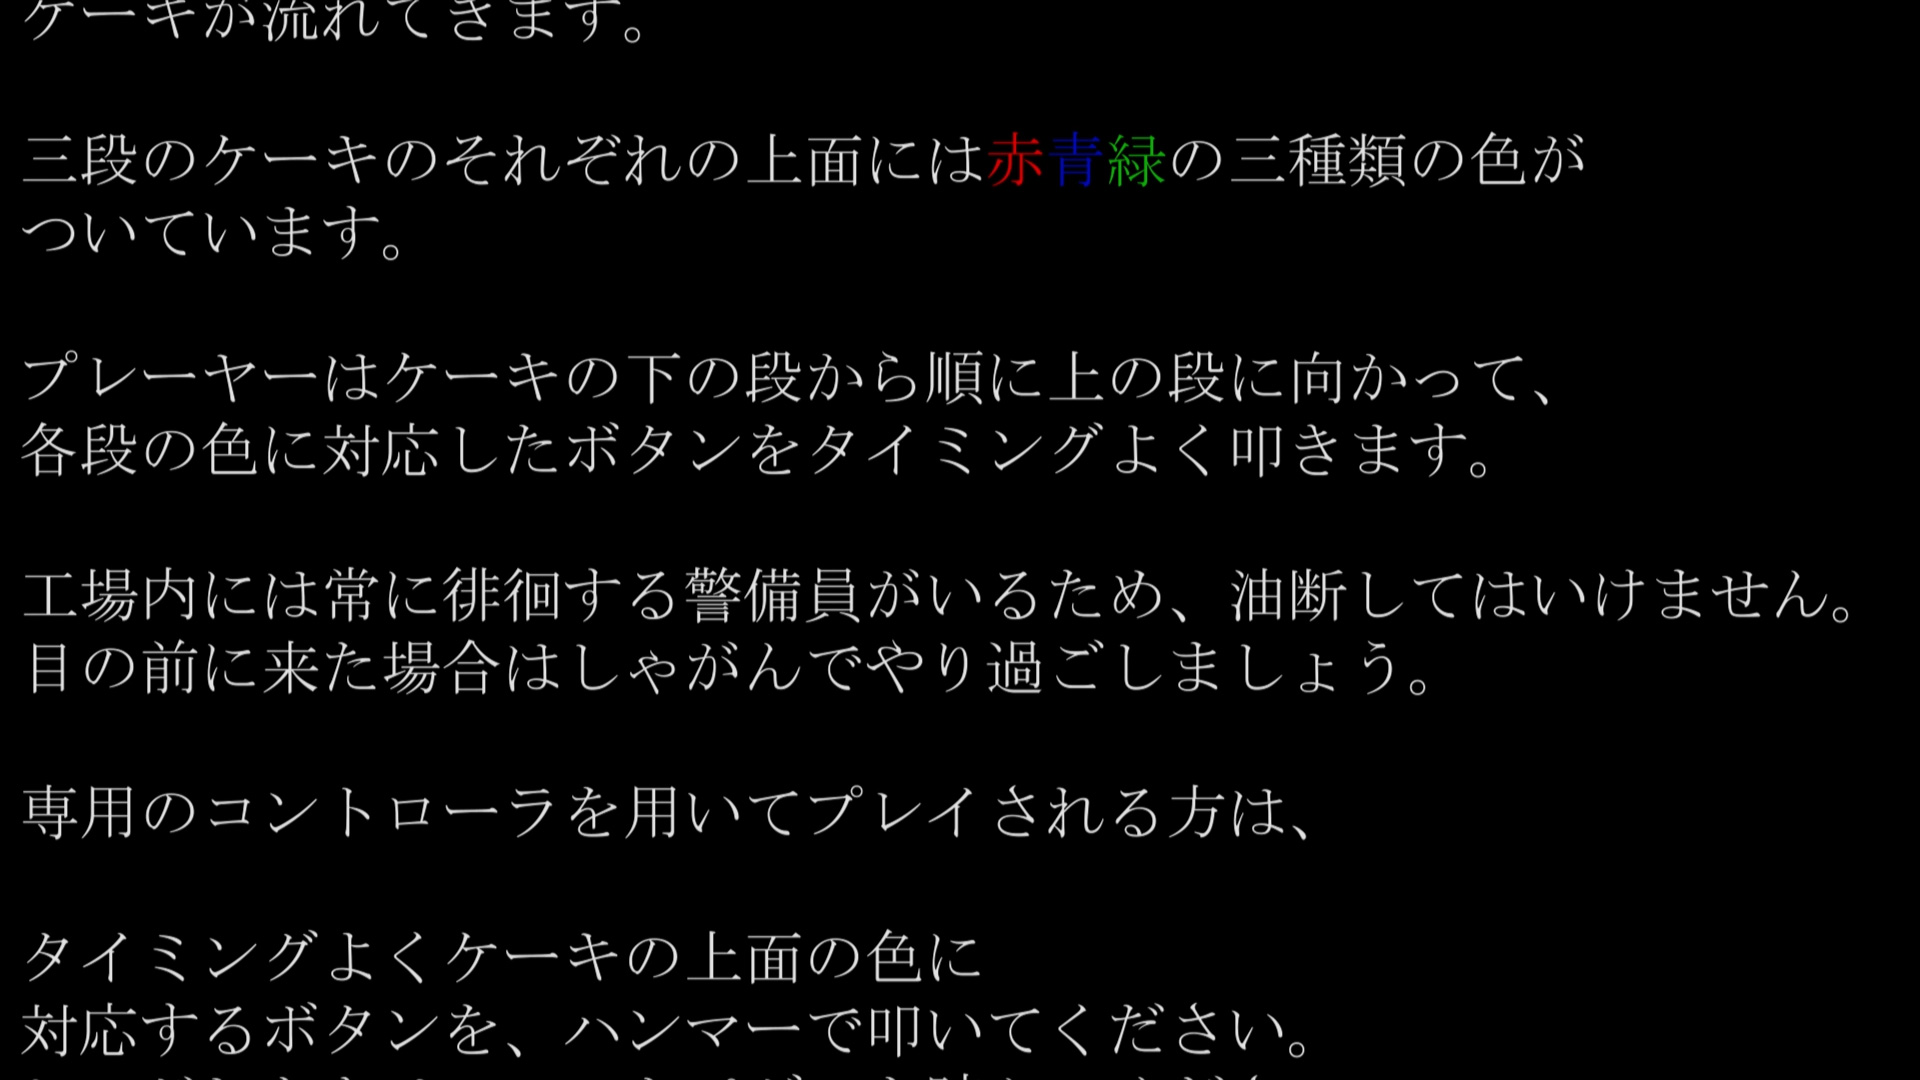 ケーキが流れてきます。
三段のケーキのそれぞれの上面には赤青緑の三種類の色が
ついています。
プレーヤーはケーキの下の段から順に上の段に向かって、
各段の色に対応したボタンをタイミングよく叩きます。
工場内には常に徘徊する警備員がいるため、油断してはいけません。
目の前に来た場合はしゃがんでやり過ごしましょう。
専用のコントローラを用いてプレイされる方は、
タイミングよくケーキの上面の色に
対応するボタンを、ハンマーで叩いてください。